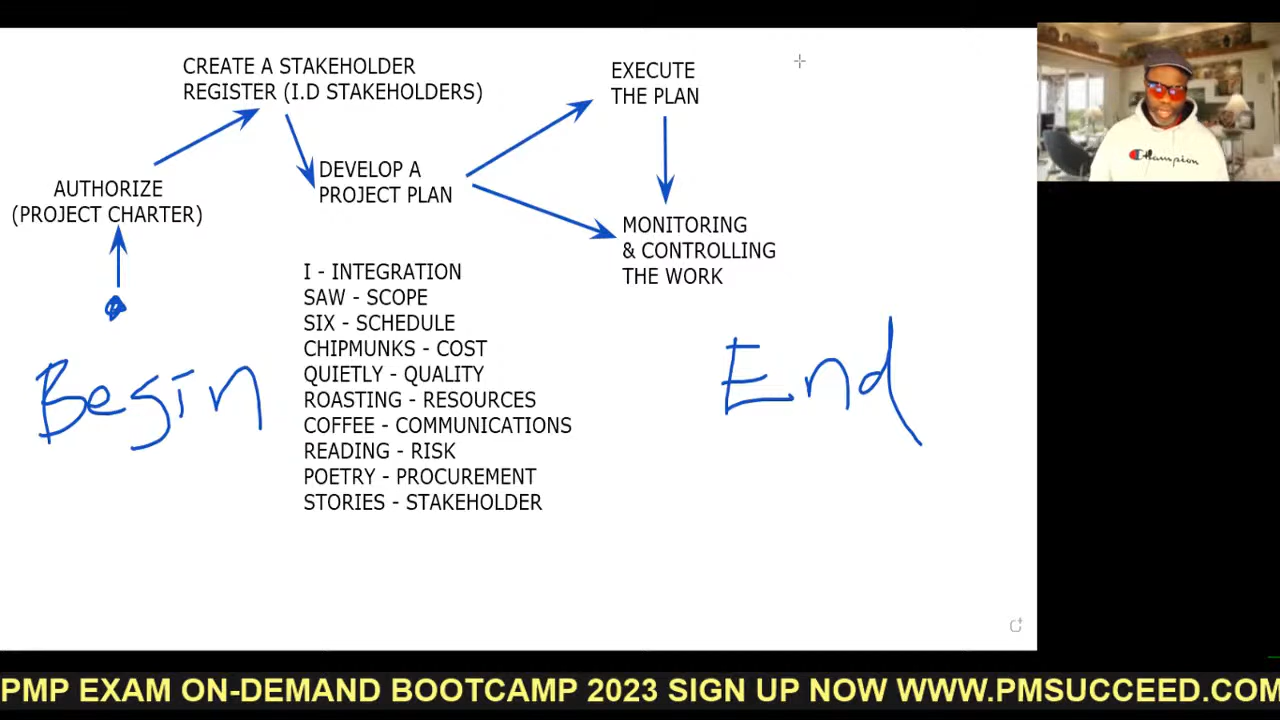 CREATE A STAKEHOLDER
REGISTER (I.D STAKEHOLDERS)
EXECUTE
THE PLAN
AUTHORIZE
(PROJECT CHARTER)
DEVELOP A
PROJECT PLAN
MONITORING
& CONTROLLING
THE WORK
I - INTEGRATION
SAW - SCOPE
SIX - SCHEDULE
CHIPMUNKS - COST
QUIETLY - QUALITY
ROASTING - RESOURCES
COFFEE - COMMUNICATIONS
READING - RISK
POETRY - PROCUREMENT
STORIES - STAKEHOLDER
Begin
End
Champion
PMP EXAM ON-DEMAND BOOTCAMP 2023 SIGN UP NOW WWW.PMSUCCEED.COM